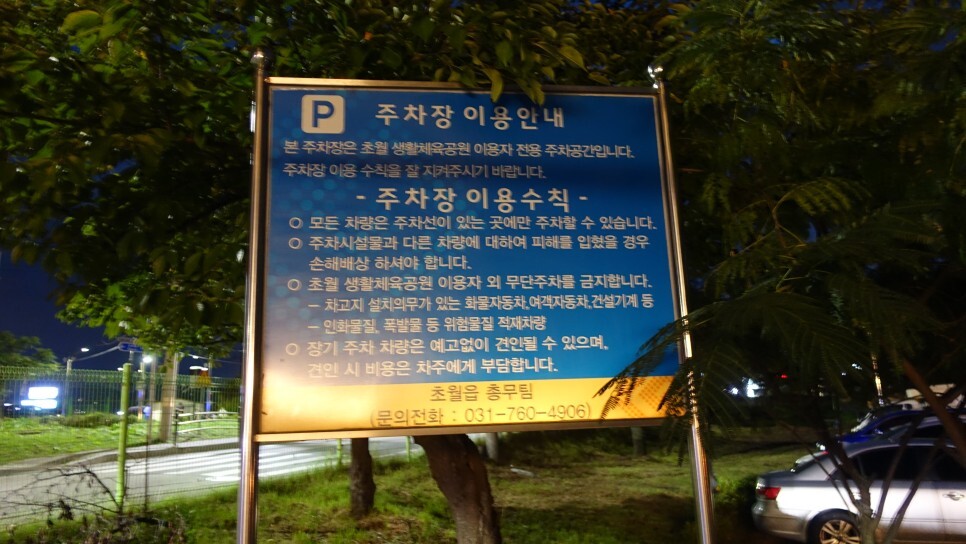 P 주차장 이용안내
본 주차장은 초월 생활체육공원 이용자 전용 주차공간입니다.
주차장 이용 수칙을 잘 지켜주시기 바랍니다.
- 주차장 이용수칙 -
○ 모든 차량은 주차선이 있는 곳에만 주차할 수 있습니다.
○ 주차시설물과 다른 차량에 대하여 피해를 입혔을 경우
손해배상 하셔야 합니다.
○ 초월 생활체육공원 이용자 외 무단주차를 금지합니다.
- 차고지 설치의무가 있는 화물자동차,여객자동차,건설기계 등
- 인화물질, 폭발물 등 위험물질 적재차량
○ 장기 주차 차량은 예고없이 견인될 수 있으며,
견인 시 비용은 차주에게 부담합니다.
초월읍 총무팀
(문의전화 : 031-760-4906)